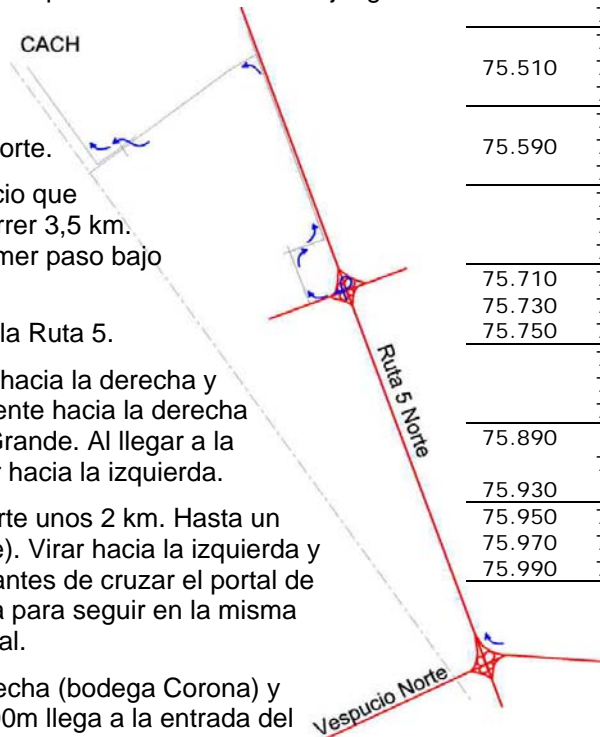 CACH
orte.
cio que
rrer 3,5 km.
mer paso bajo
la Ruta 5.
hacia la derecha y
ente hacia la derecha
Grande. Al llegar a la
r hacia la izquierda.
rte unos 2 km. Hasta un
e). Virar hacia la izquierda y
antes de cruzar el portal de
a para seguir en la misma
al.
echa (bodega Corona) y
00m llega a la entrada del
Ruta 5 Norte
Vespucio Norte
75.510
75.590
75.710
75.730
75.750
75.890
75.930
75.950
75.970
75.990